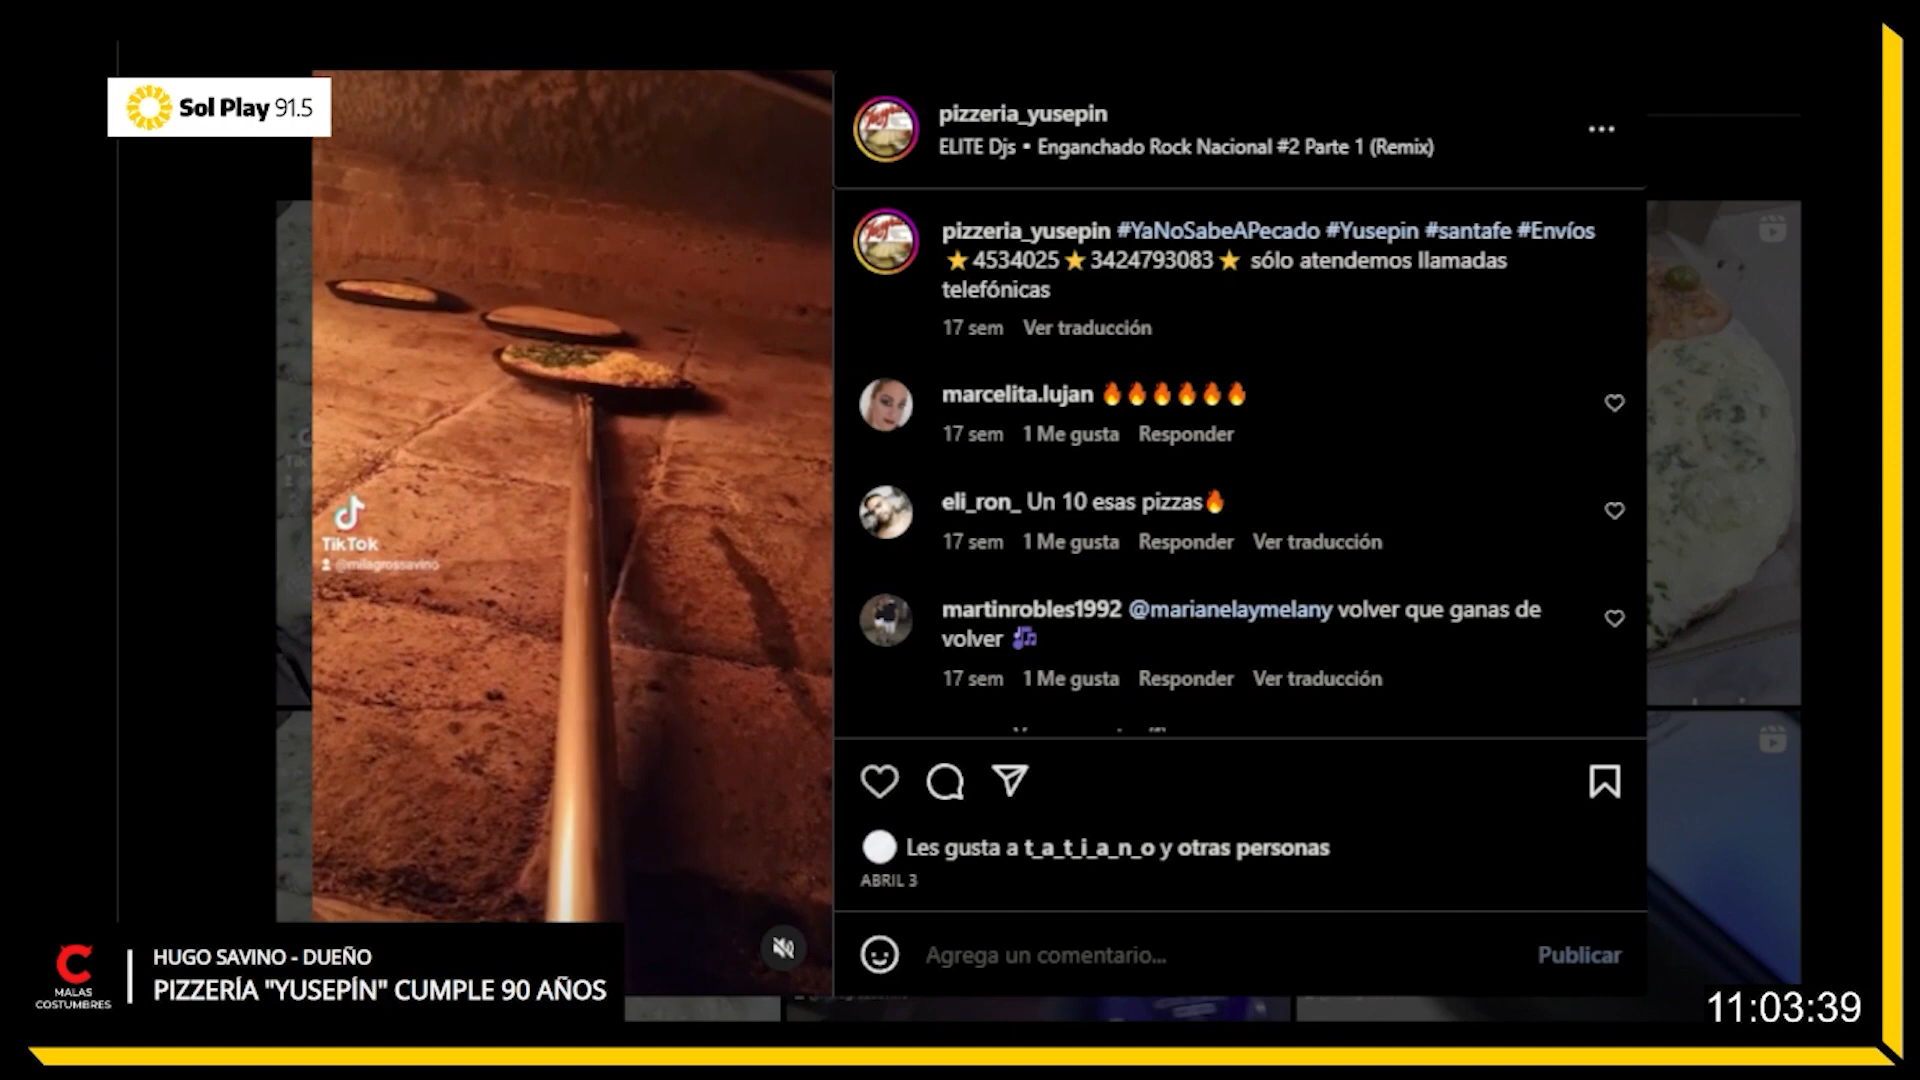 Sol Play 91.5
pizzeria_yusepin
ELITE Djs • Enganchado Rock Nacional #2 Parte 1 (Remix)
pizzeria_yusepin #YaNoSabeAPecado #Yusepin #santafe #Envíos
⭐4534025⭐3424793083⭐ sólo atendemos llamadas
telefónicas
17 sem Ver traducción
marcelita.lujan 🔥🔥🔥🔥🔥🔥
17 sem 1 Me gusta Responder
eli_ron_ Un 10 esas pizzas🔥
17 sem 1 Me gusta Responder Ver traducción
martinrobles1992 @marianelaymelany volver que ganas de
volver 🎶
17 sem 1 Me gusta Responder Ver traducción
TikTok
@milagrossavino
Les gusta a t_a_t_i_a_n_o y otras personas
ABRIL 3
Agrega un comentario...
Publicar
MALAS
COSTUMBRES
HUGO SAVINO - DUEÑO
PIZZERÍA "YUSEPÍN" CUMPLE 90 AÑOS
11:03:39